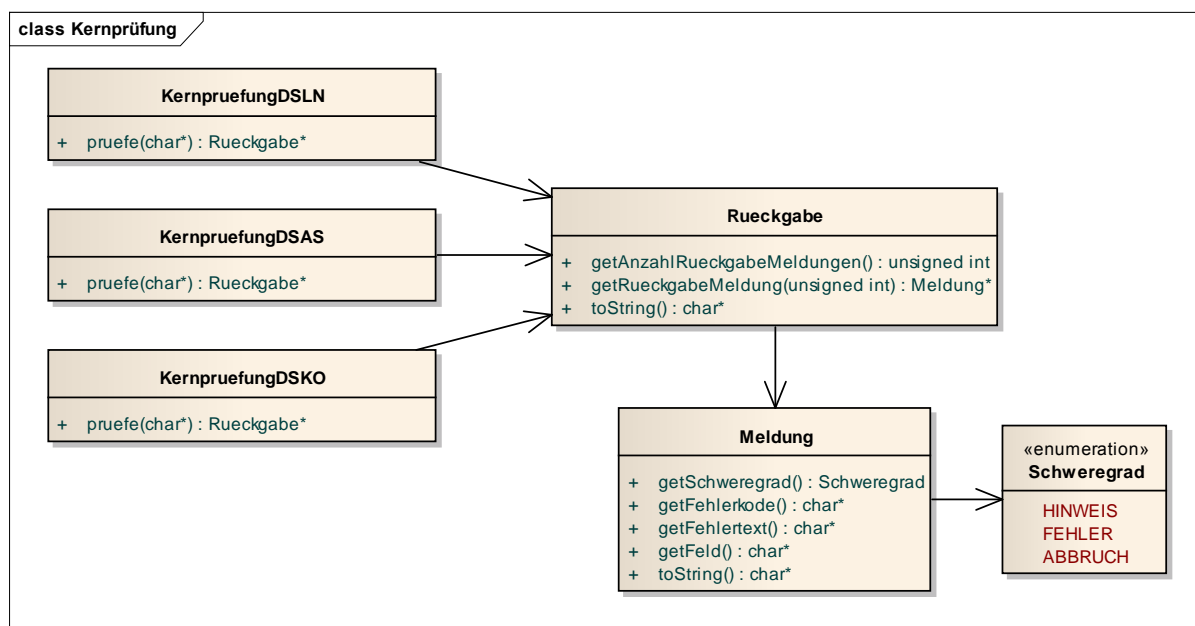 class Kernprüfung
KernpruefungDSLN
+ pruefe(char*) : Rueckgabe*
KernpruefungDSAS
+ pruefe(char*) : Rueckgabe*
KernpruefungDSKO
+ pruefe(char*) : Rueckgabe*
Rueckgabe
+ getAnzahlRueckgabeMeldungen() : unsigned int
+ getRueckgabeMeldung(unsigned int) : Meldung*
+ toString() : char*
Meldung
+ getSchweregrad() : Schweregrad
+ getFehlerkode() : char*
+ getFehlertext() : char*
+ getFeld() : char*
+ toString() : char*
«enumeration»
Schweregrad
HINWEIS
FEHLER
ABBRUCH